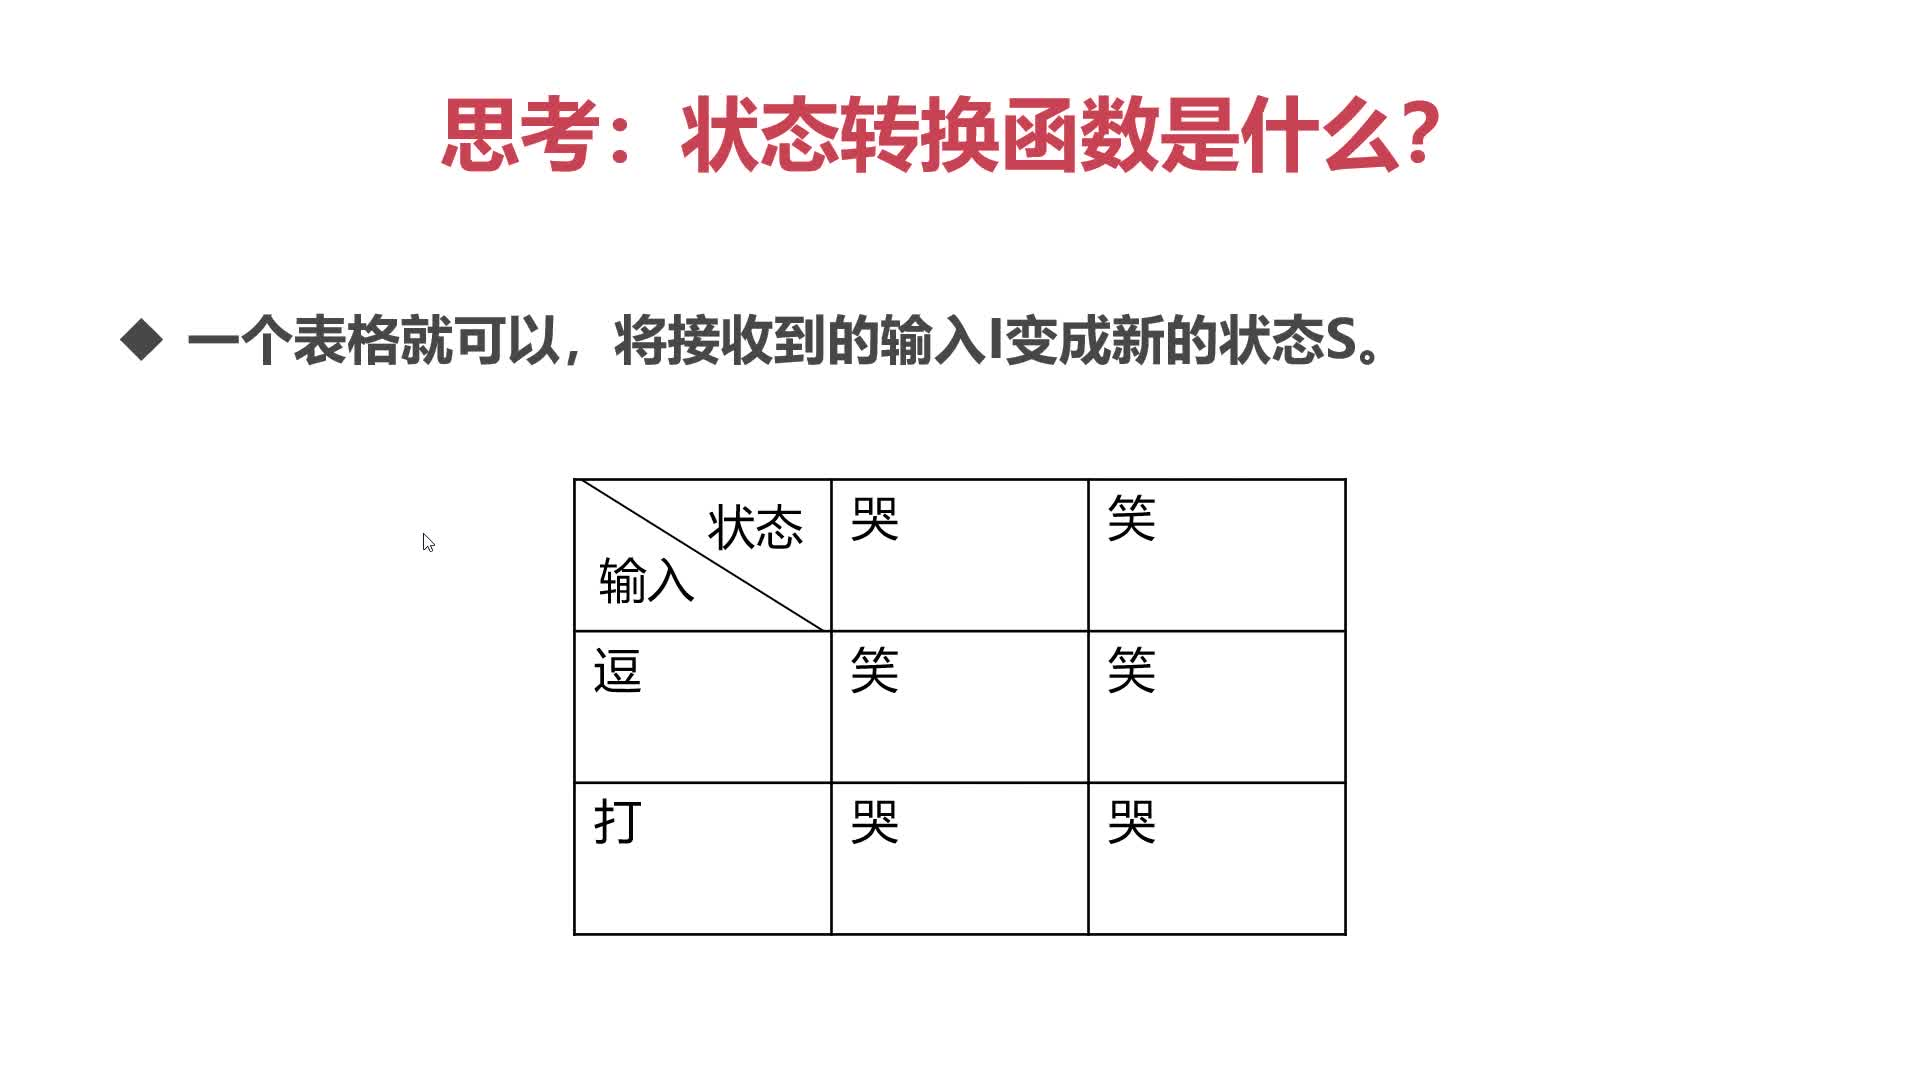 思考：状态转换函数是什么？
◆ 一个表格就可以，将接收到的输入I变成新的状态S。
状态 哭 笑
输入
逗 笑 笑
打 哭 哭